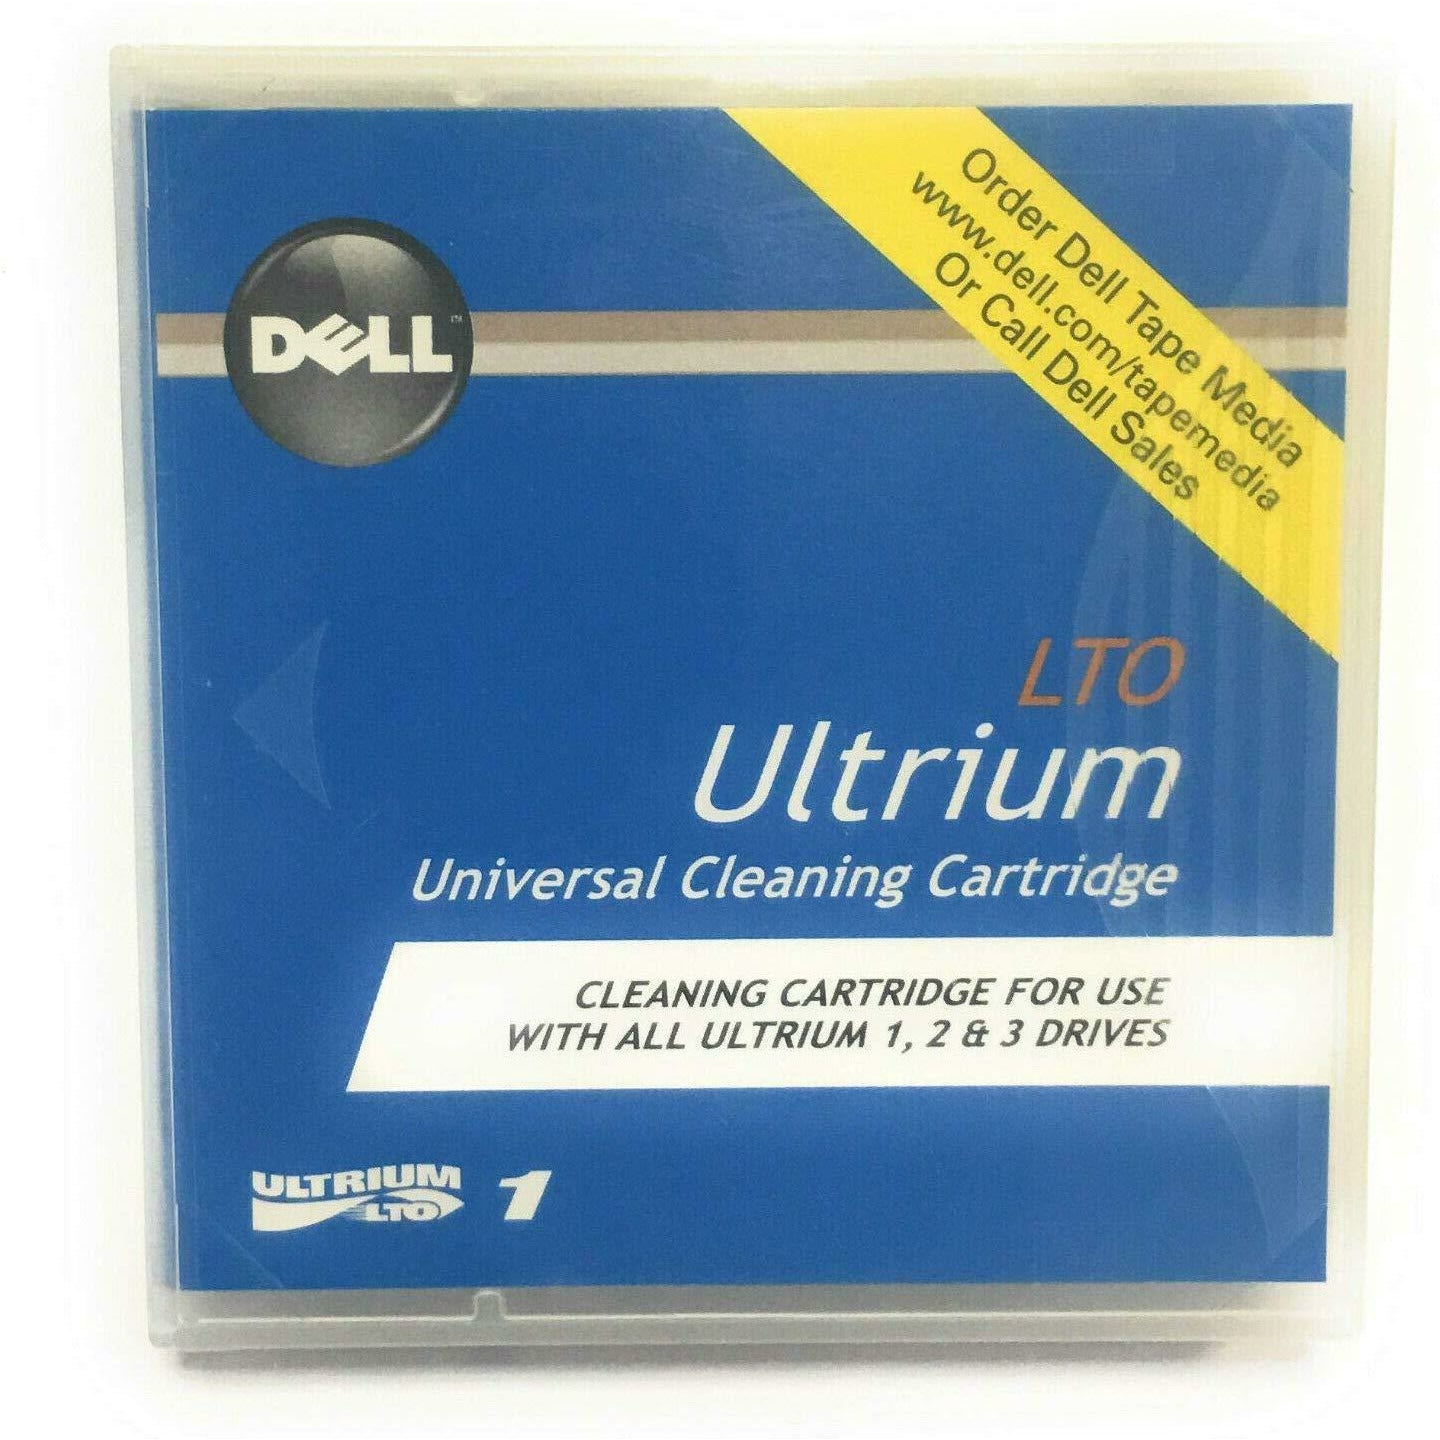 Order Dell Tape Media
www.dell.com/tapemedia
Or Call Dell Sales
DELL™
LTO
Ultrium
Universal Cleaning Cartridge
CLEANING CARTRIDGE FOR USE
WITH ALL ULTRIUM 1, 2 & 3 DRIVES
ULTRIUM
LTO
1